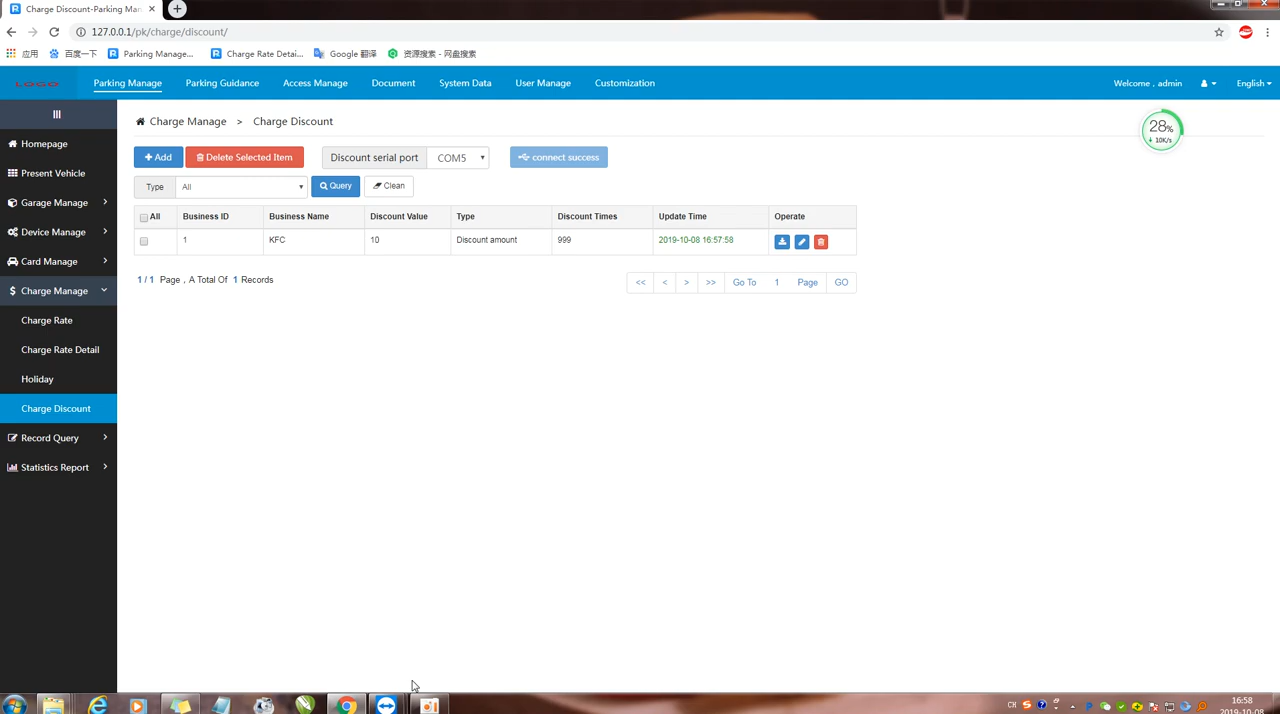 Charge Discount-Parking Man
127.0.0.1/pk/charge/discount/
应用 百度一下 Parking Manage... Charge Rate Detai... Google 翻译 资源搜索 - 网盘搜索
LOGO Parking Manage Parking Guidance Access Manage Document System Data User Manage Customization Welcome , admin English
Homepage
Present Vehicle
Garage Manage
Device Manage
Card Manage
Charge Manage
Charge Rate
Charge Rate Detail
Holiday
Charge Discount
Record Query
Statistics Report
Charge Manage > Charge Discount
28%
10K/s
Add Delete Selected Item Discount serial port COM5 connect success
Type All Query Clean
All Business ID Business Name Discount Value Type Discount Times Update Time Operate
1 KFC 10 Discount amount 999 2019-10-08 16:57:58
1 / 1 Page , A Total Of 1 Records
<< < > >> Go To 1 Page GO
CH 16:58
2019-10-08